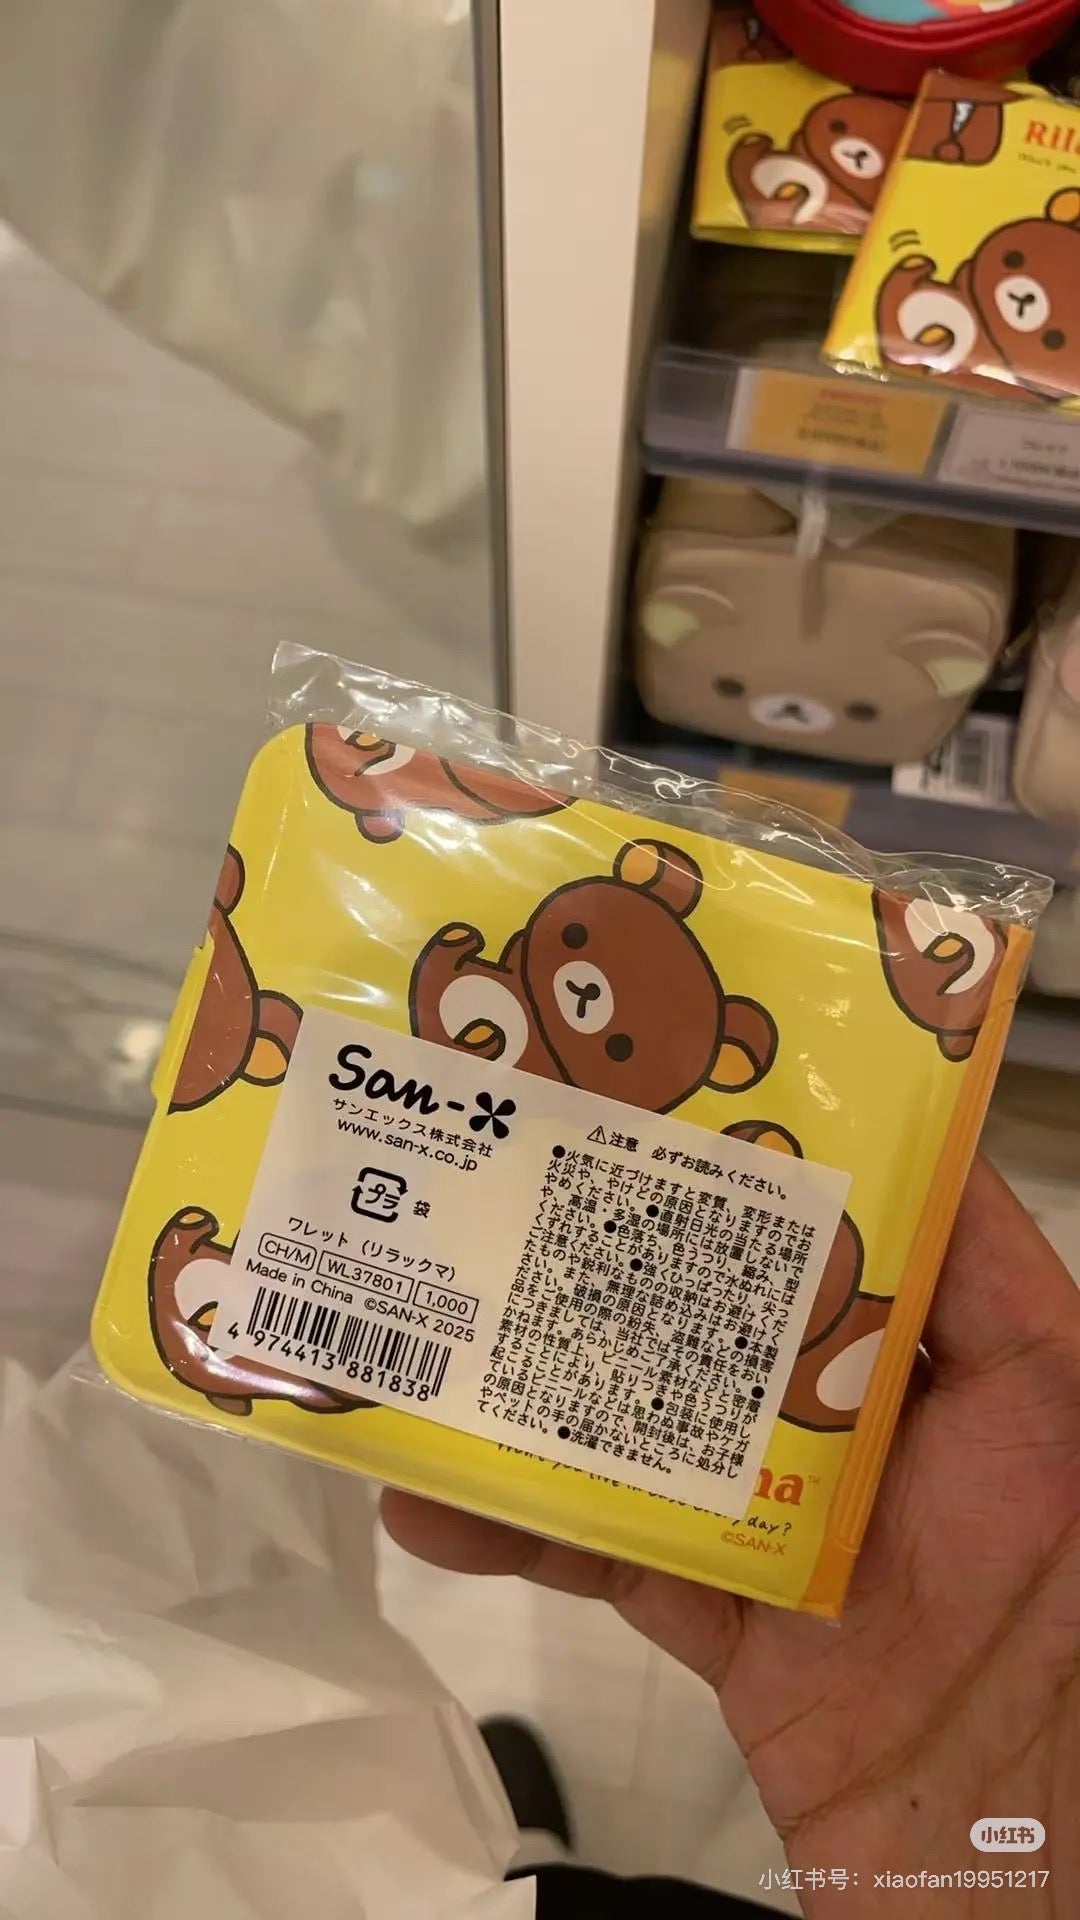 Rila
San-X
サンエックス株式会社
www.san-x.co.jp
プラ 袋
ワレット (リラックマ)
CH/M WL37801 1,000
Made in China ©SAN-X 2025
4 974413 881838
⚠注意 必ずお読みください。
●火気に近づけますと変質、変形または
火災や、やけどの原因となりますのでお
やめください。●直射日光の当たる場所
や、高温・多湿の場所には放置しないで
ください。●色落ち、色うつり、縮み、型
くずれすることがありますので水ぬれには
ご注意ください。●強くひっぱったり、尖っ
たものや鋭利なものの収納はお避けくだ
さい。また、無理な詰め込みはお避けく
ださい。破損の原因となります。●本製
品をご使用の際の紛失、盗難などの損害
につきましては、当社ではその責任を負い
かねます。あらかじめご了承ください。●
素材の性質上、ビニール素材などと密着
することにより貼りつきや色うつりが
起こることがあります。●包装に使用し
ているビニールなどは思わぬ事故やケガ
の原因となりますので、開封後は、お子様
やペットの手の届かないところに処分し
てください。●洗濯できません。
ma™
day?
©SAN-X
小红书
小红书号：xiaofan19951217